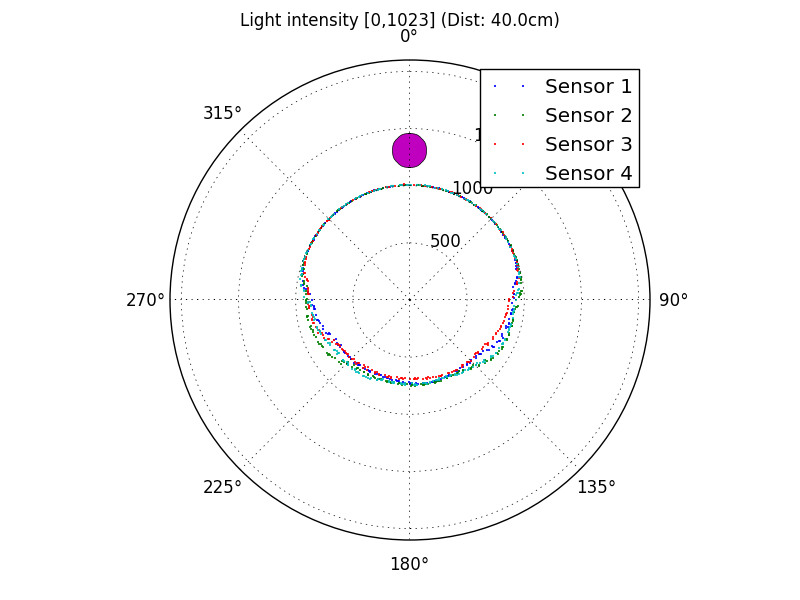 Light intensity [0,1023] (Dist: 40.0cm)
0°
315°
Sensor 1
Sensor 2
Sensor 3
Sensor 4
1000
500
270°
90°
225°
135°
180°